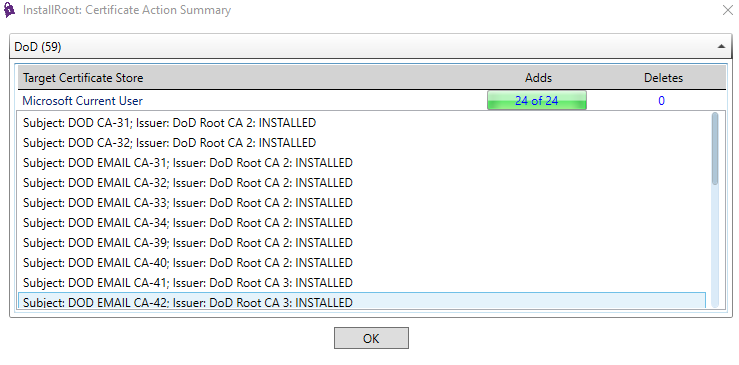 InstallRoot: Certificate Action Summary
DoD (59)
Target Certificate Store Adds Deletes
Microsoft Current User 24 of 24 0
Subject: DOD CA-31; Issuer: DoD Root CA 2: INSTALLED
Subject: DOD CA-32; Issuer: DoD Root CA 2: INSTALLED
Subject: DOD EMAIL CA-31; Issuer: DoD Root CA 2: INSTALLED
Subject: DOD EMAIL CA-32; Issuer: DoD Root CA 2: INSTALLED
Subject: DOD EMAIL CA-33; Issuer: DoD Root CA 2: INSTALLED
Subject: DOD EMAIL CA-34; Issuer: DoD Root CA 2: INSTALLED
Subject: DOD EMAIL CA-39; Issuer: DoD Root CA 2: INSTALLED
Subject: DOD EMAIL CA-40; Issuer: DoD Root CA 2: INSTALLED
Subject: DOD EMAIL CA-41; Issuer: DoD Root CA 3: INSTALLED
Subject: DOD EMAIL CA-42; Issuer: DoD Root CA 3: INSTALLED
OK